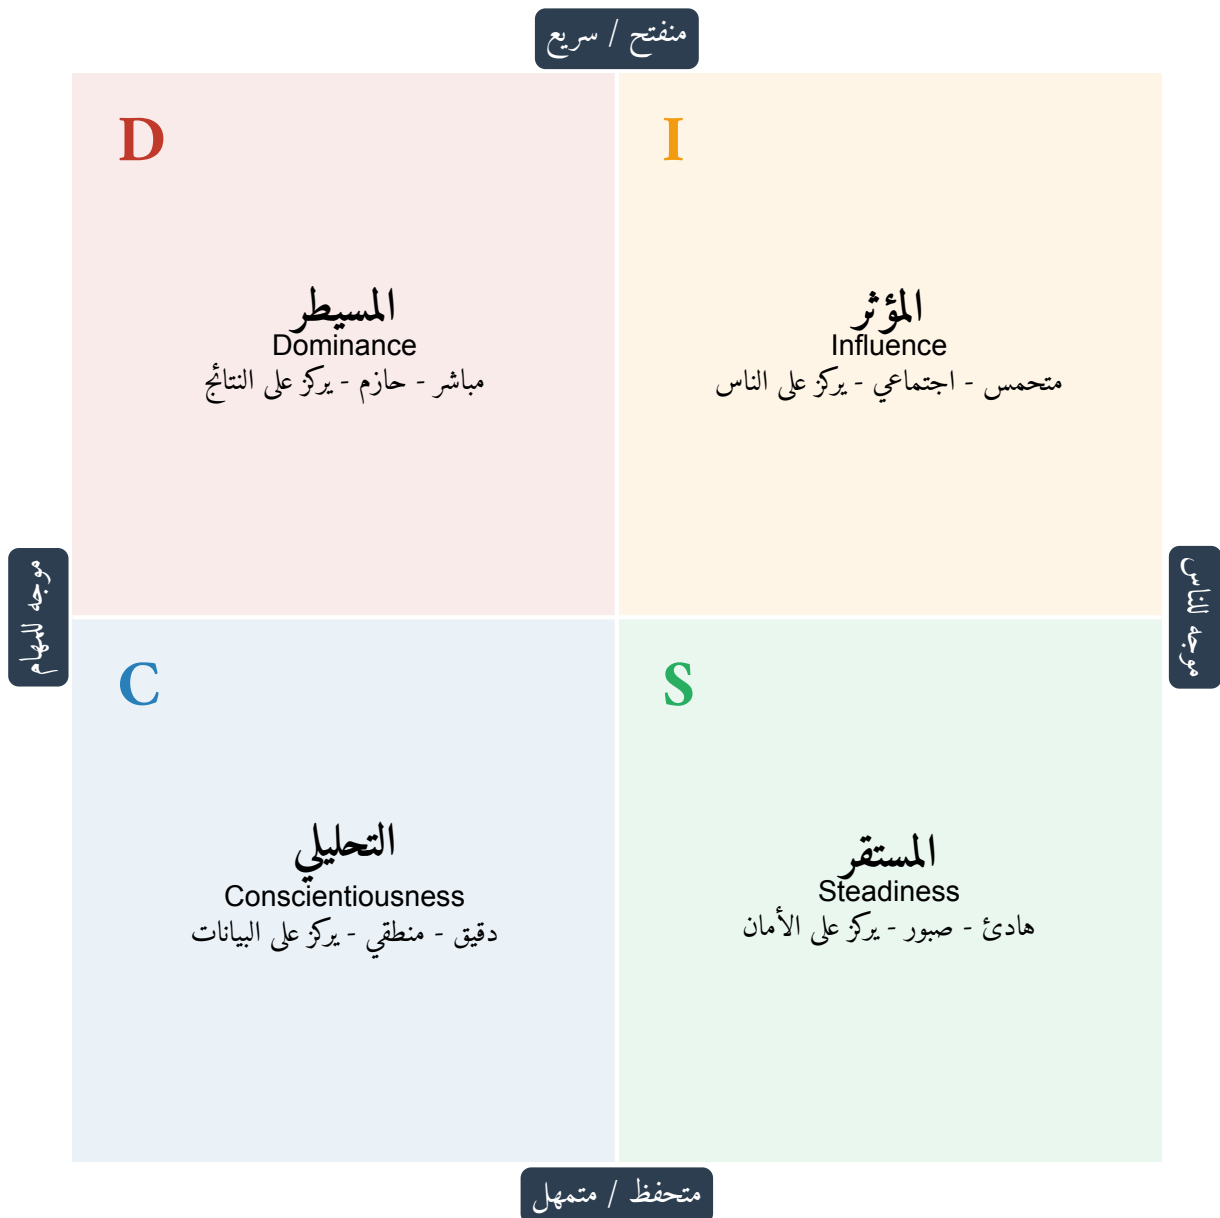 منفتح / سريع
D
المسيطر
Dominance
مباشر - حازم - يركز على النتائج
I
المؤثر
Influence
متحمس - اجتماعي - يركز على الناس
موجه للمهام
موجه للناس
C
التحليلي
Conscientiousness
دقيق - منطقي - يركز على البيانات
S
المستقر
Steadiness
هادئ - صبور - يركز على الأمان
متحفظ / متمهل